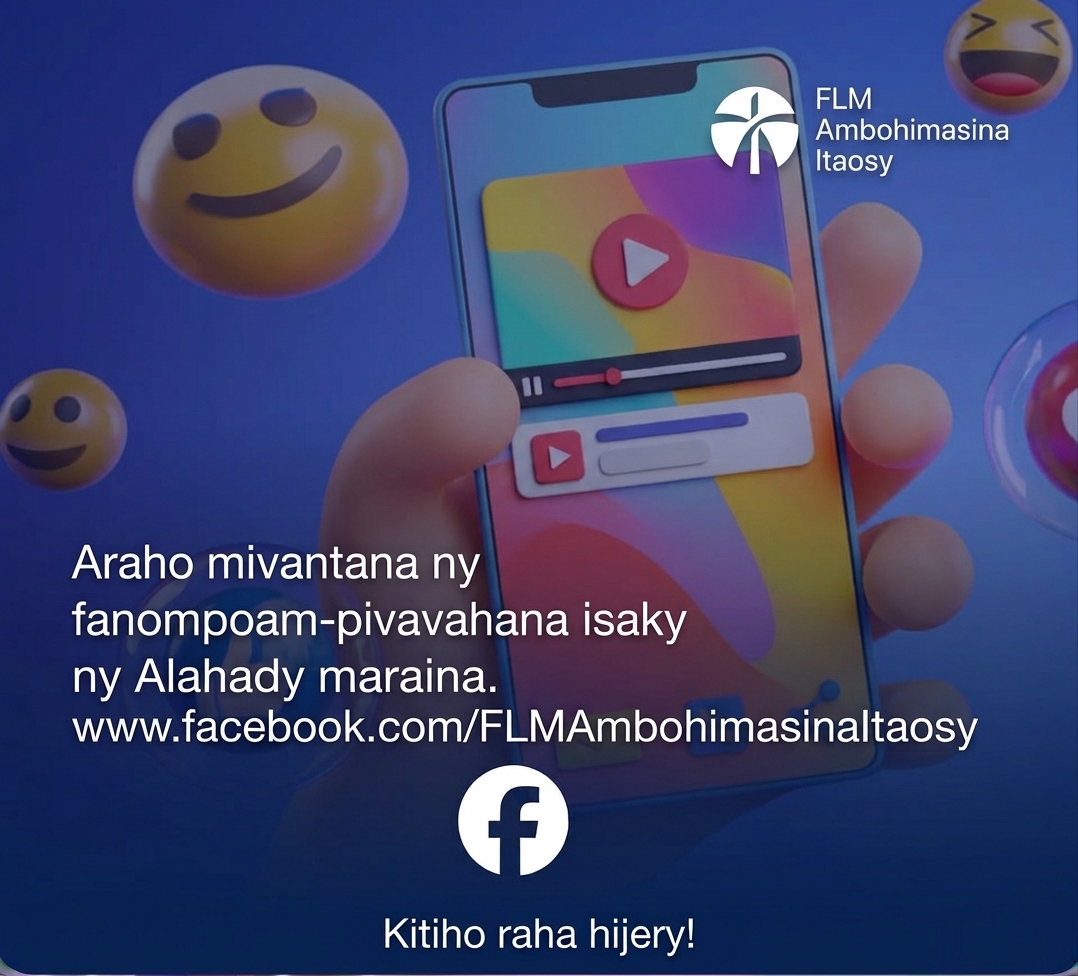 FLM
Ambohimasina
Itaosy
Araho mivantana ny
fanompoam-pivavahana isaky
ny Alahady maraina.
www.facebook.com/FLMAmbohimasinaItaosy
Kitiho raha hijery!